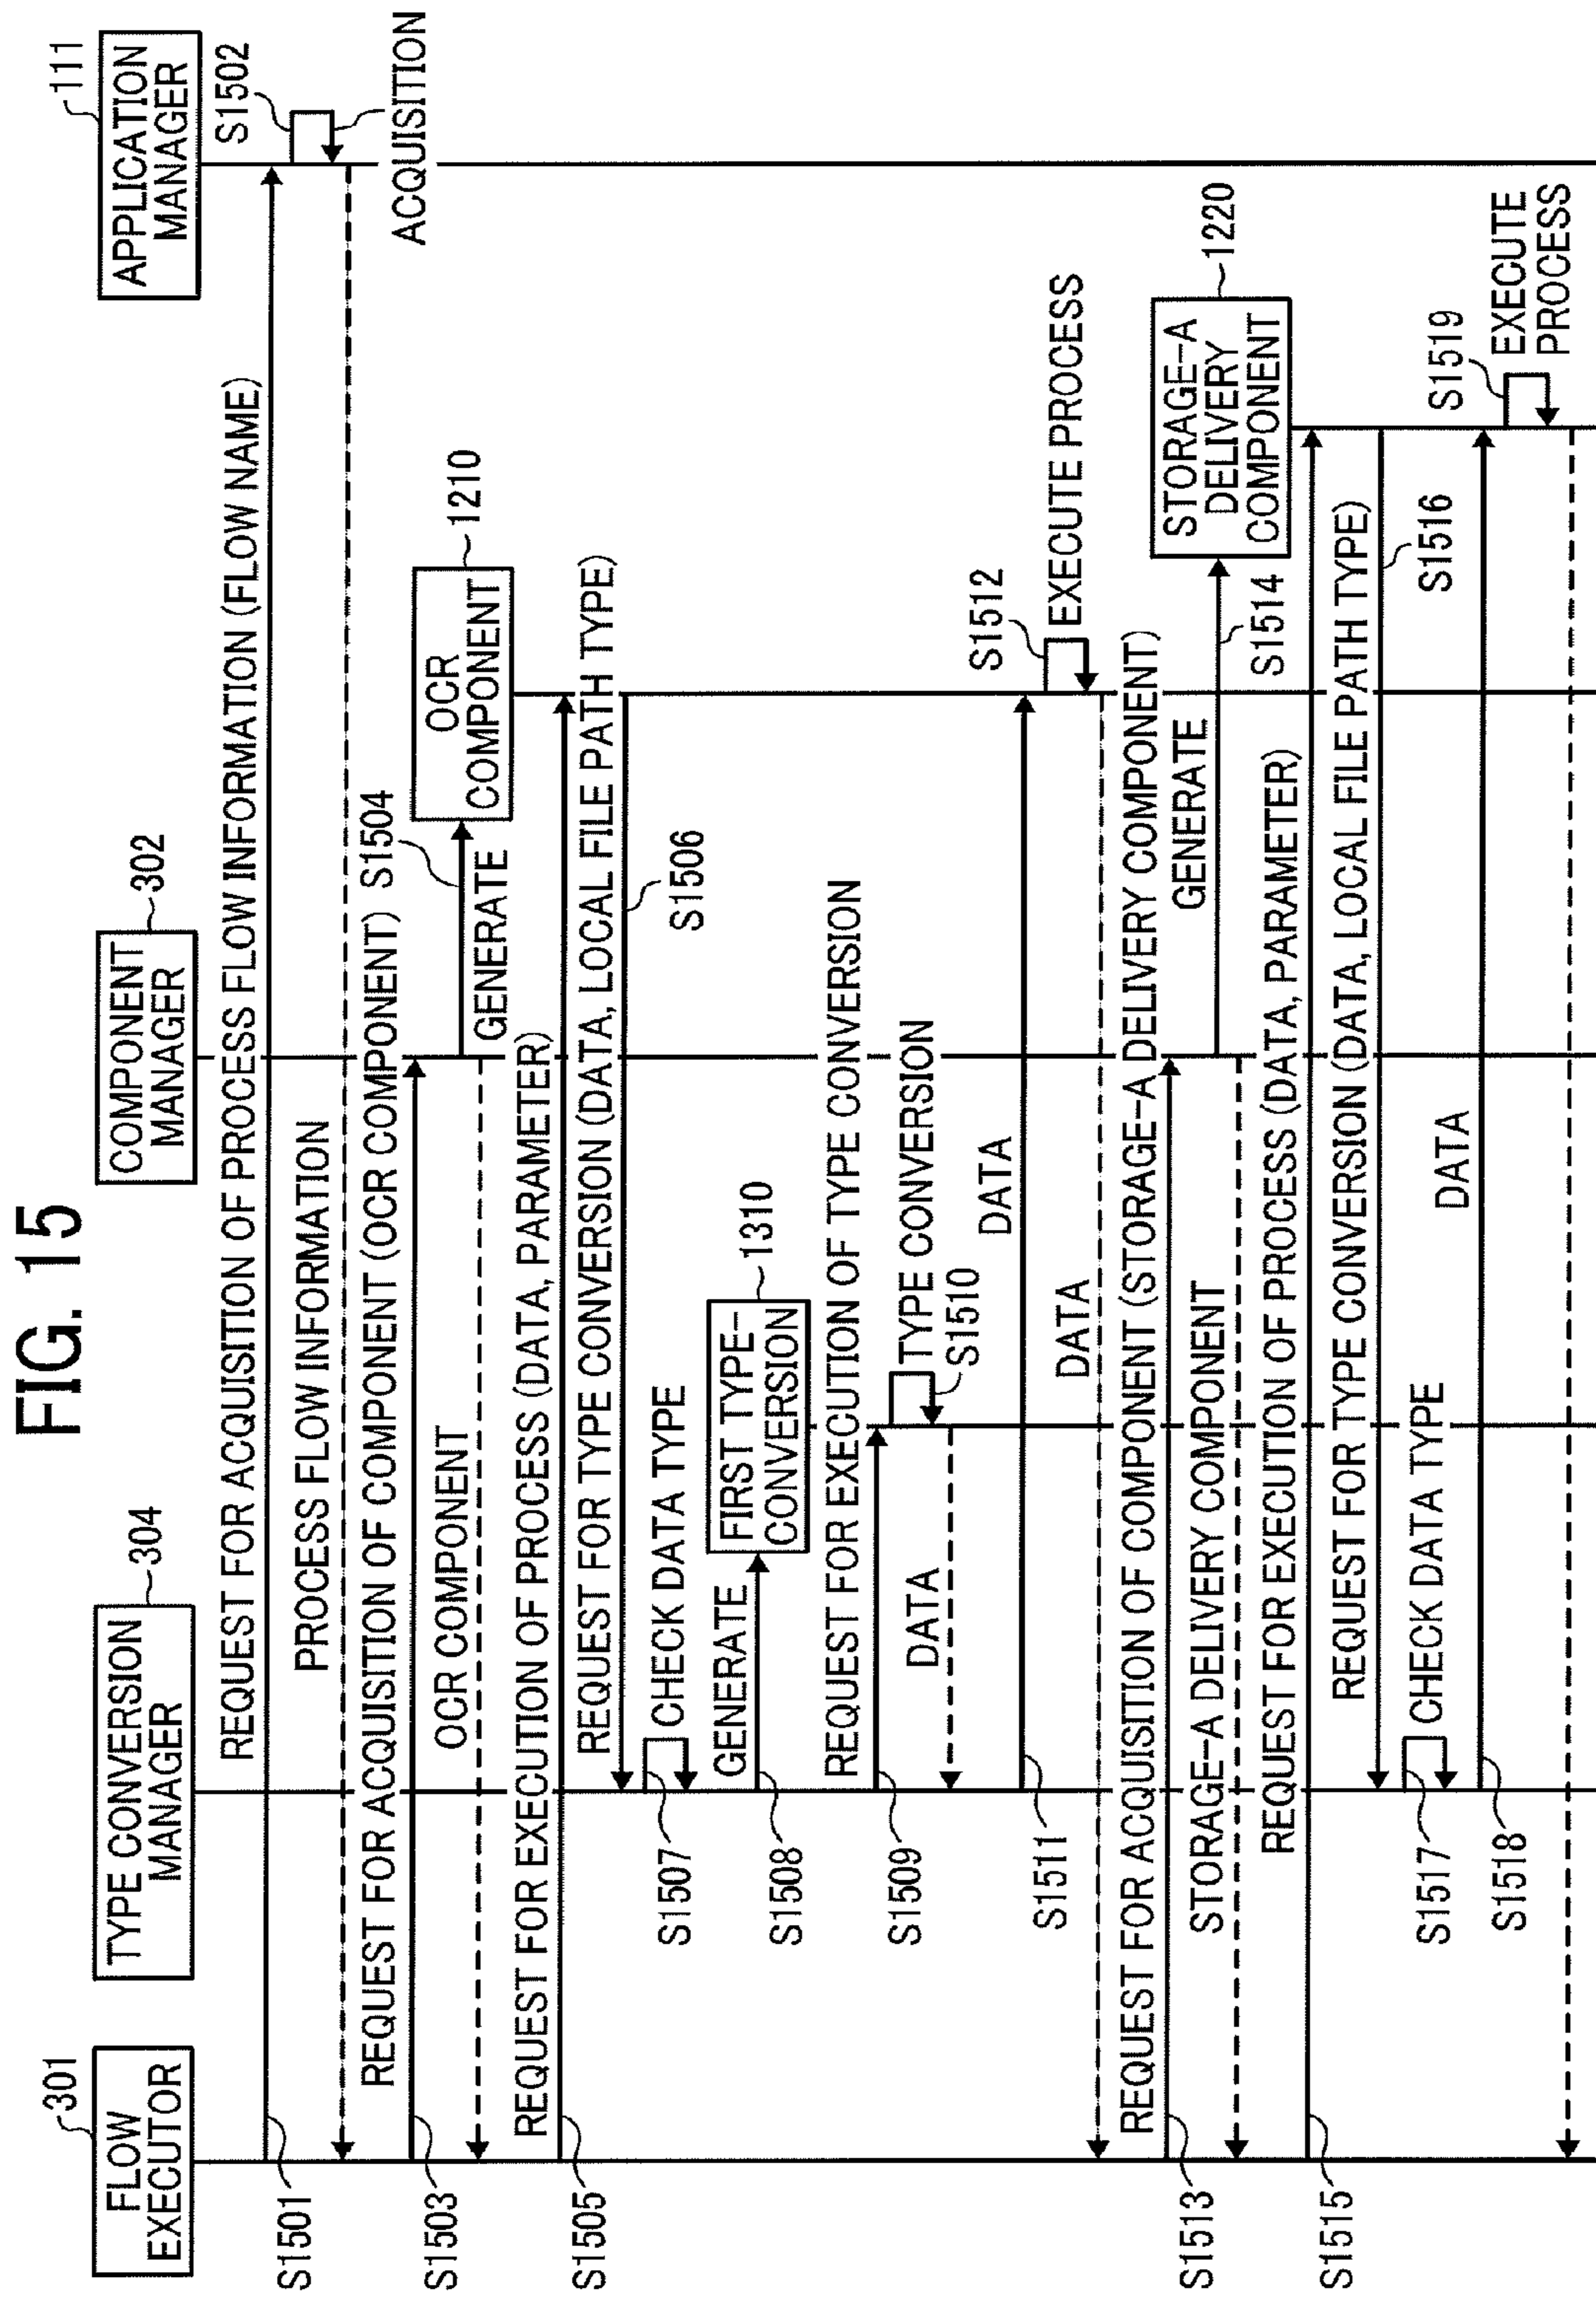 FIG. 15
301
FLOW
EXECUTOR
TYPE CONVERSION
MANAGER
304
COMPONENT
MANAGER
302
APPLICATION
MANAGER
111
REQUEST FOR ACQUISITION OF PROCESS FLOW INFORMATION (FLOW NAME)
S1501
S1502
ACQUISITION
PROCESS FLOW INFORMATION
REQUEST FOR ACQUISITION OF COMPONENT (OCR COMPONENT)
S1503
S1504
GENERATE
OCR
COMPONENT
1210
OCR COMPONENT
REQUEST FOR EXECUTION OF PROCESS (DATA, PARAMETER)
S1505
REQUEST FOR TYPE CONVERSION (DATA, LOCAL FILE PATH TYPE)
S1506
CHECK DATA TYPE
S1507
GENERATE
S1508
FIRST TYPE-
CONVERSION
1310
REQUEST FOR EXECUTION OF TYPE CONVERSION
S1509
TYPE CONVERSION
S1510
DATA
DATA
S1511
S1512
EXECUTE PROCESS
DATA
REQUEST FOR ACQUISITION OF COMPONENT (STORAGE-A DELIVERY COMPONENT)
S1513
GENERATE
S1514
STORAGE-A
DELIVERY
COMPONENT
1220
STORAGE-A DELIVERY COMPONENT
REQUEST FOR EXECUTION OF PROCESS (DATA, PARAMETER)
S1515
REQUEST FOR TYPE CONVERSION (DATA, LOCAL FILE PATH TYPE)
S1516
CHECK DATA TYPE
S1517
DATA
S1518
S1519
EXECUTE
PROCESS